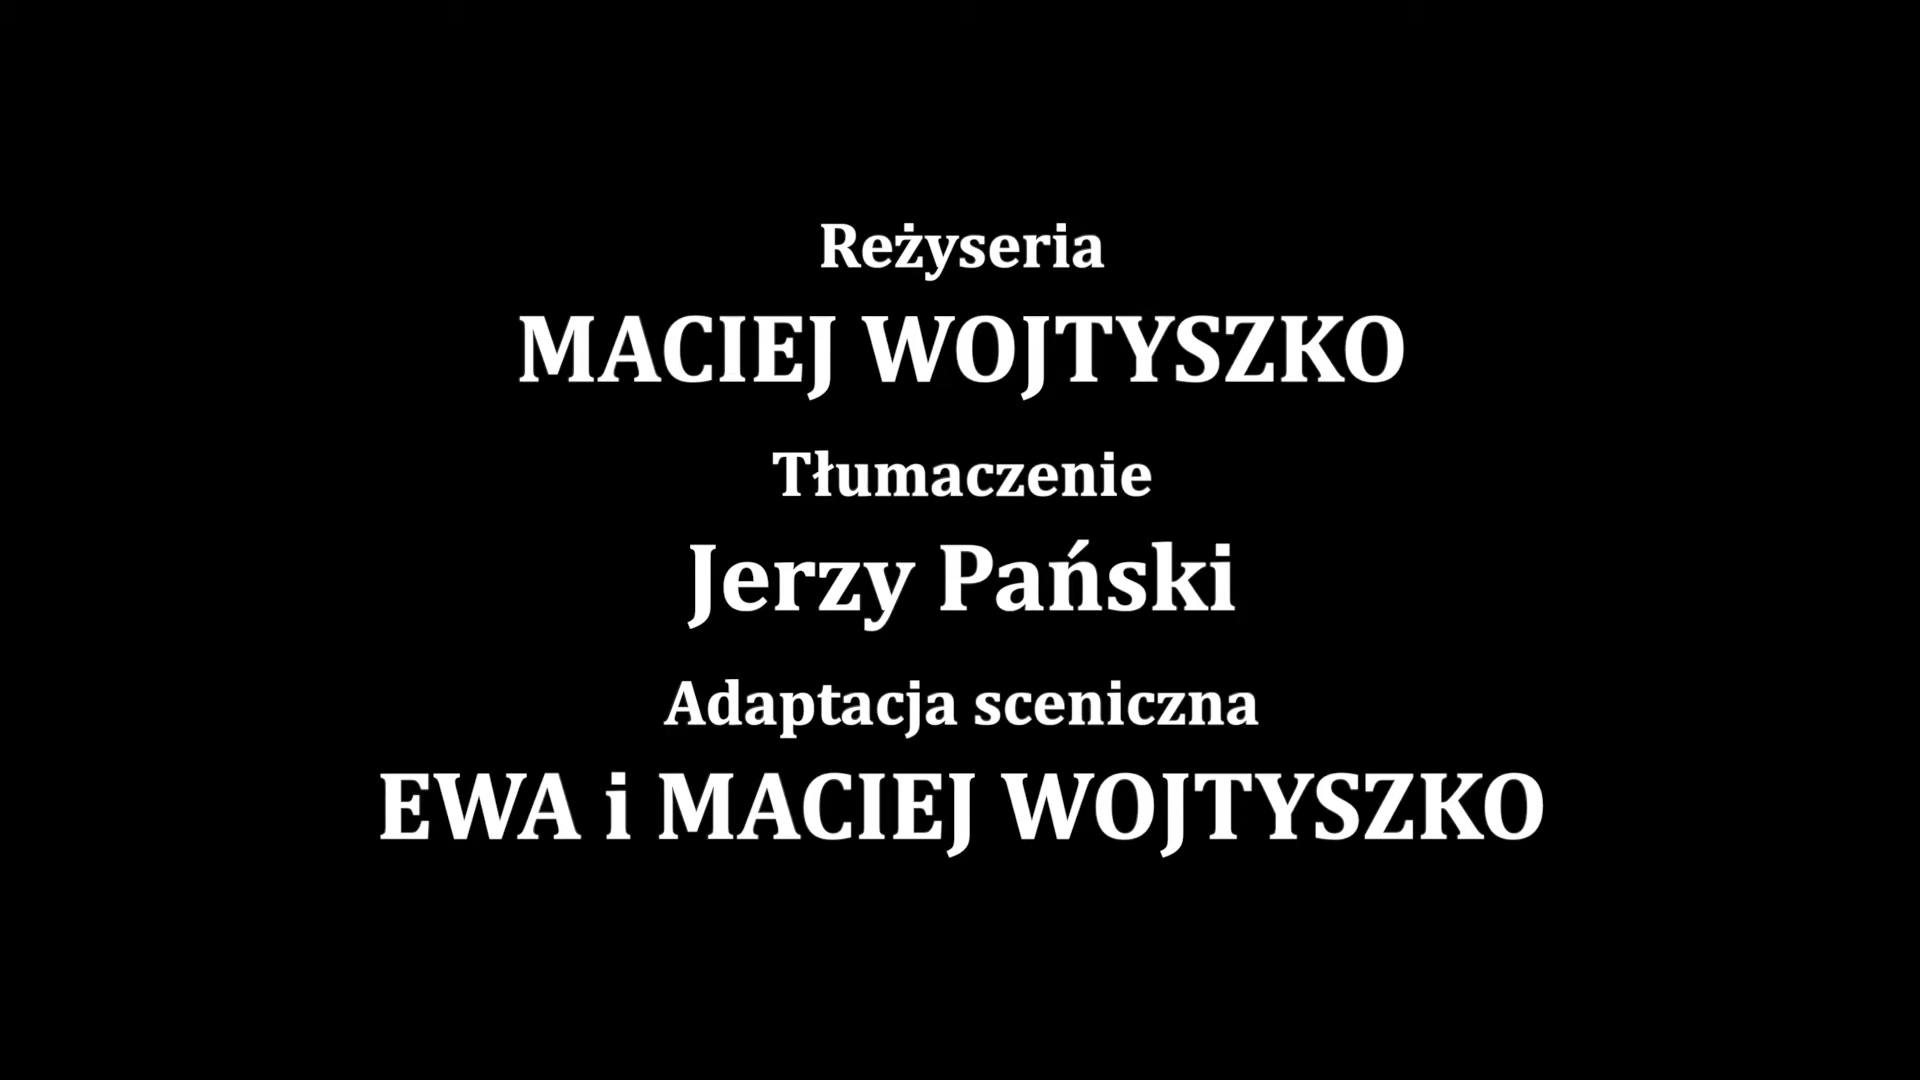 Reżyseria
MACIEJ WOJTYSZKO
Tłumaczenie
Jerzy Pański
Adaptacja sceniczna
EWA i MACIEJ WOJTYSZKO